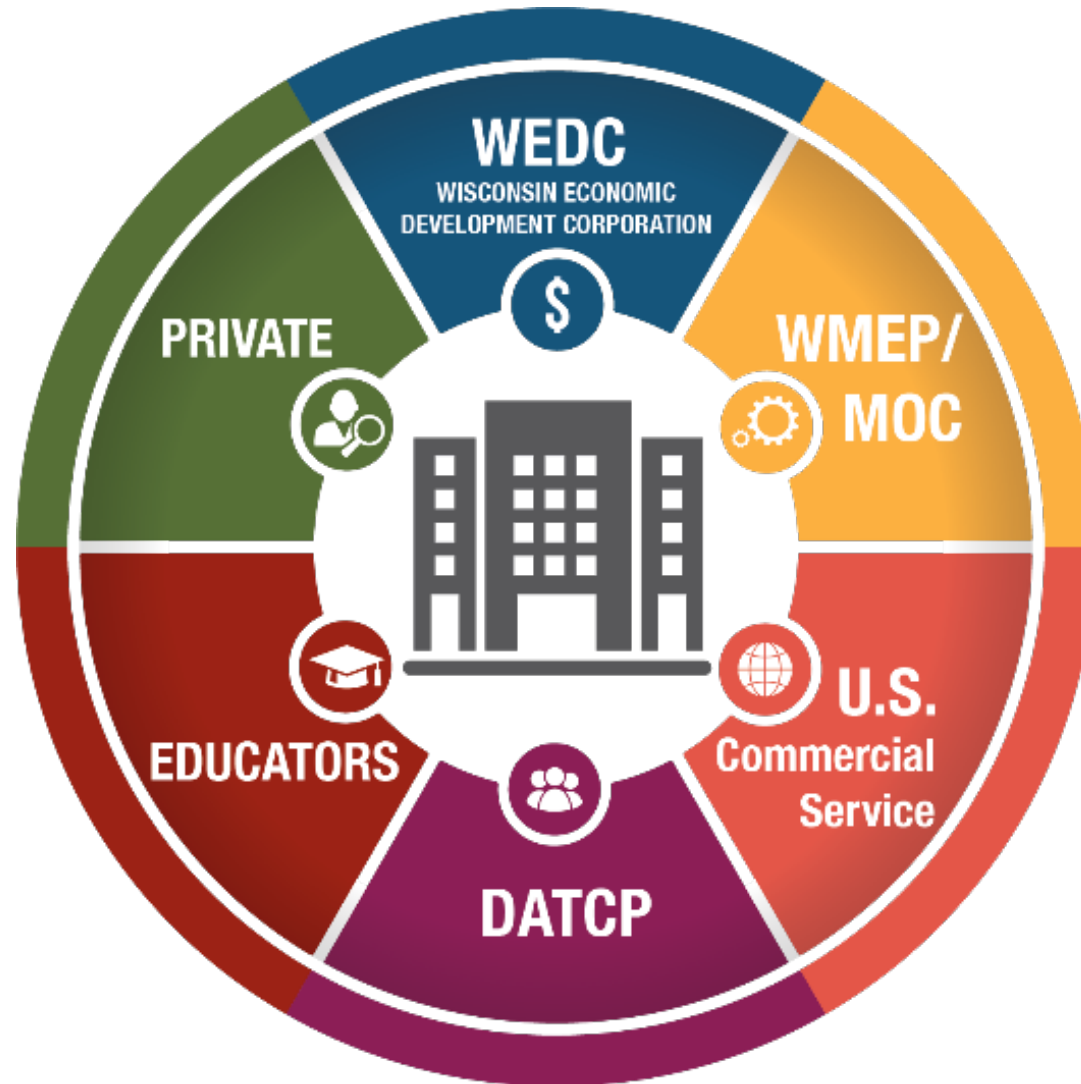 WEDC
WISCONSIN ECONOMIC
DEVELOPMENT CORPORATION
$
PRIVATE
WMEP/
MOC
EDUCATORS
U.S.
Commercial
Service
DATCP